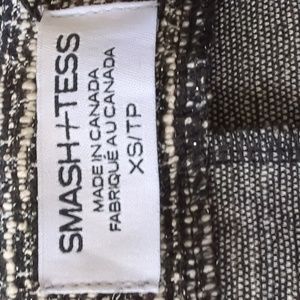 SMASH+TESS
MADE IN CANADA
FABRIQUÉ AU CANADA
XS/TP